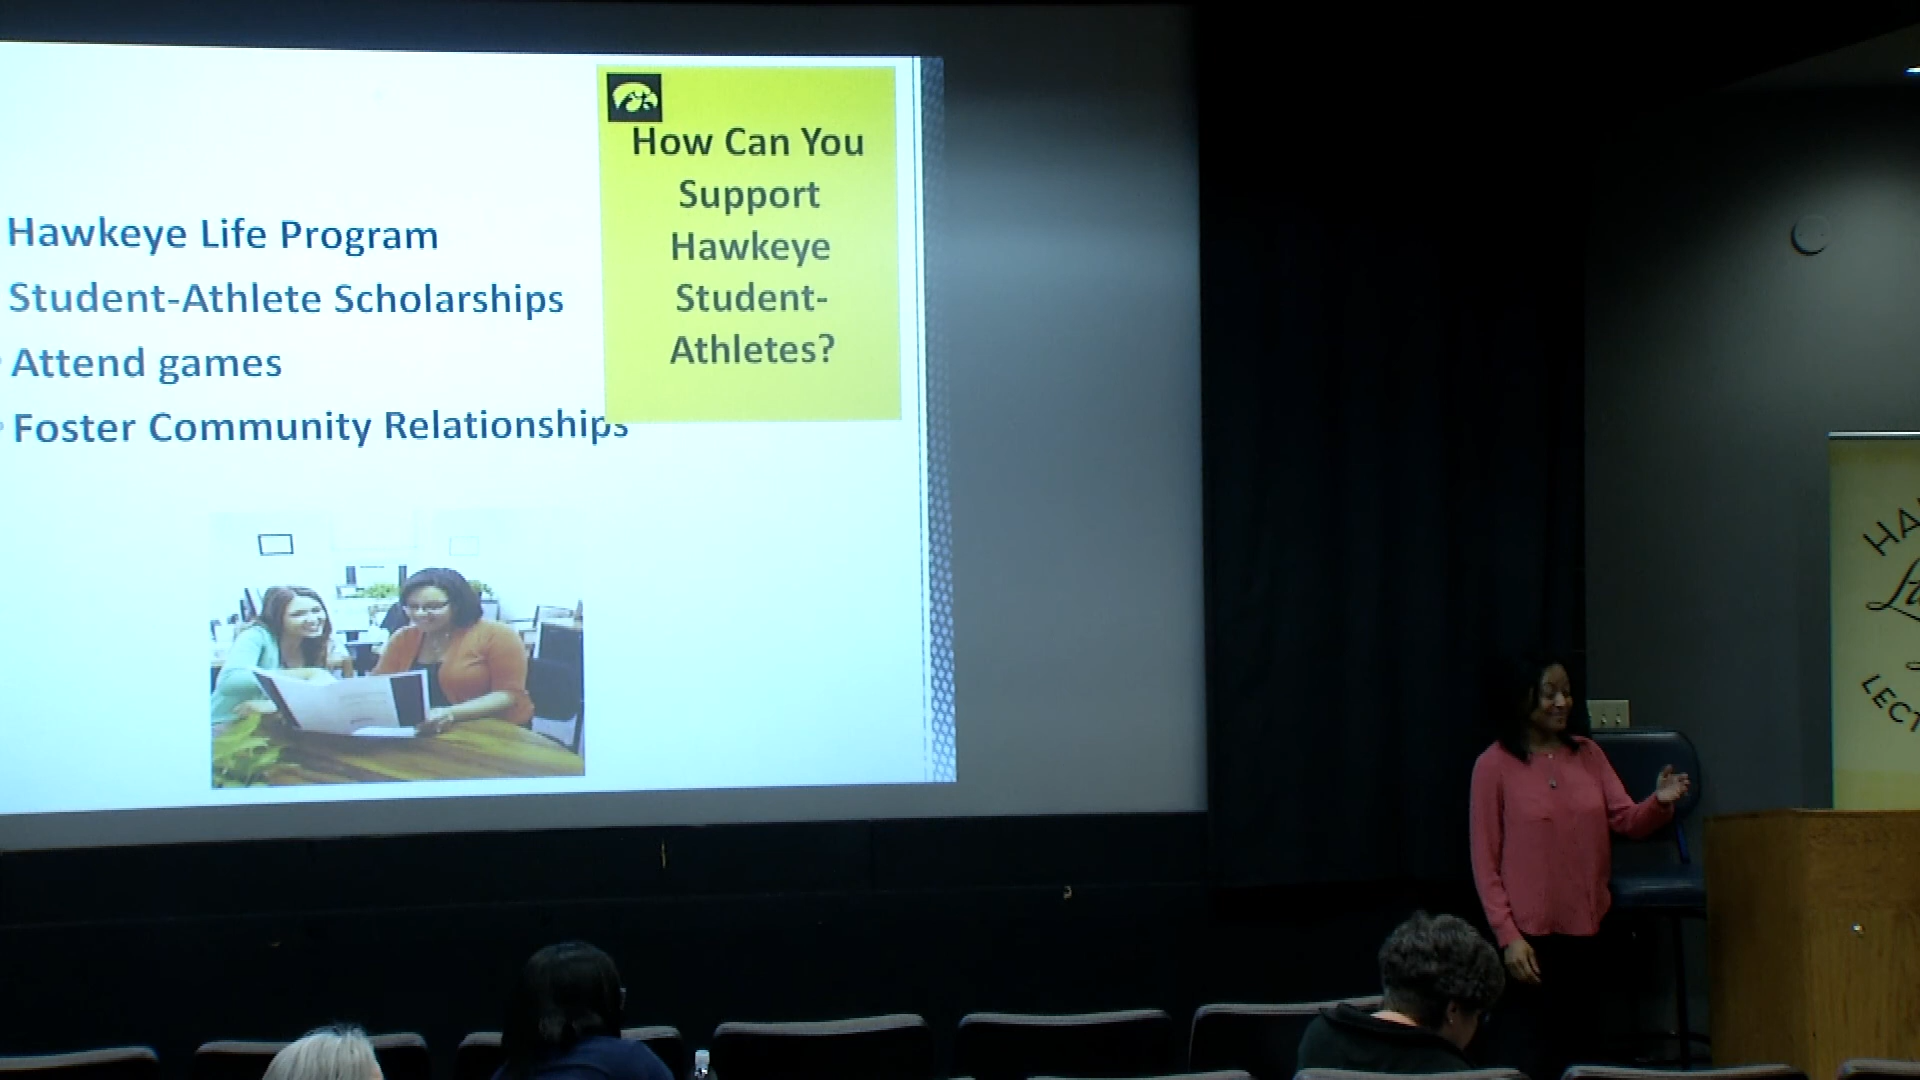 How Can You
Support
Hawkeye
Student-
Athletes?
Hawkeye Life Program
Student-Athlete Scholarships
Attend games
Foster Community Relationships